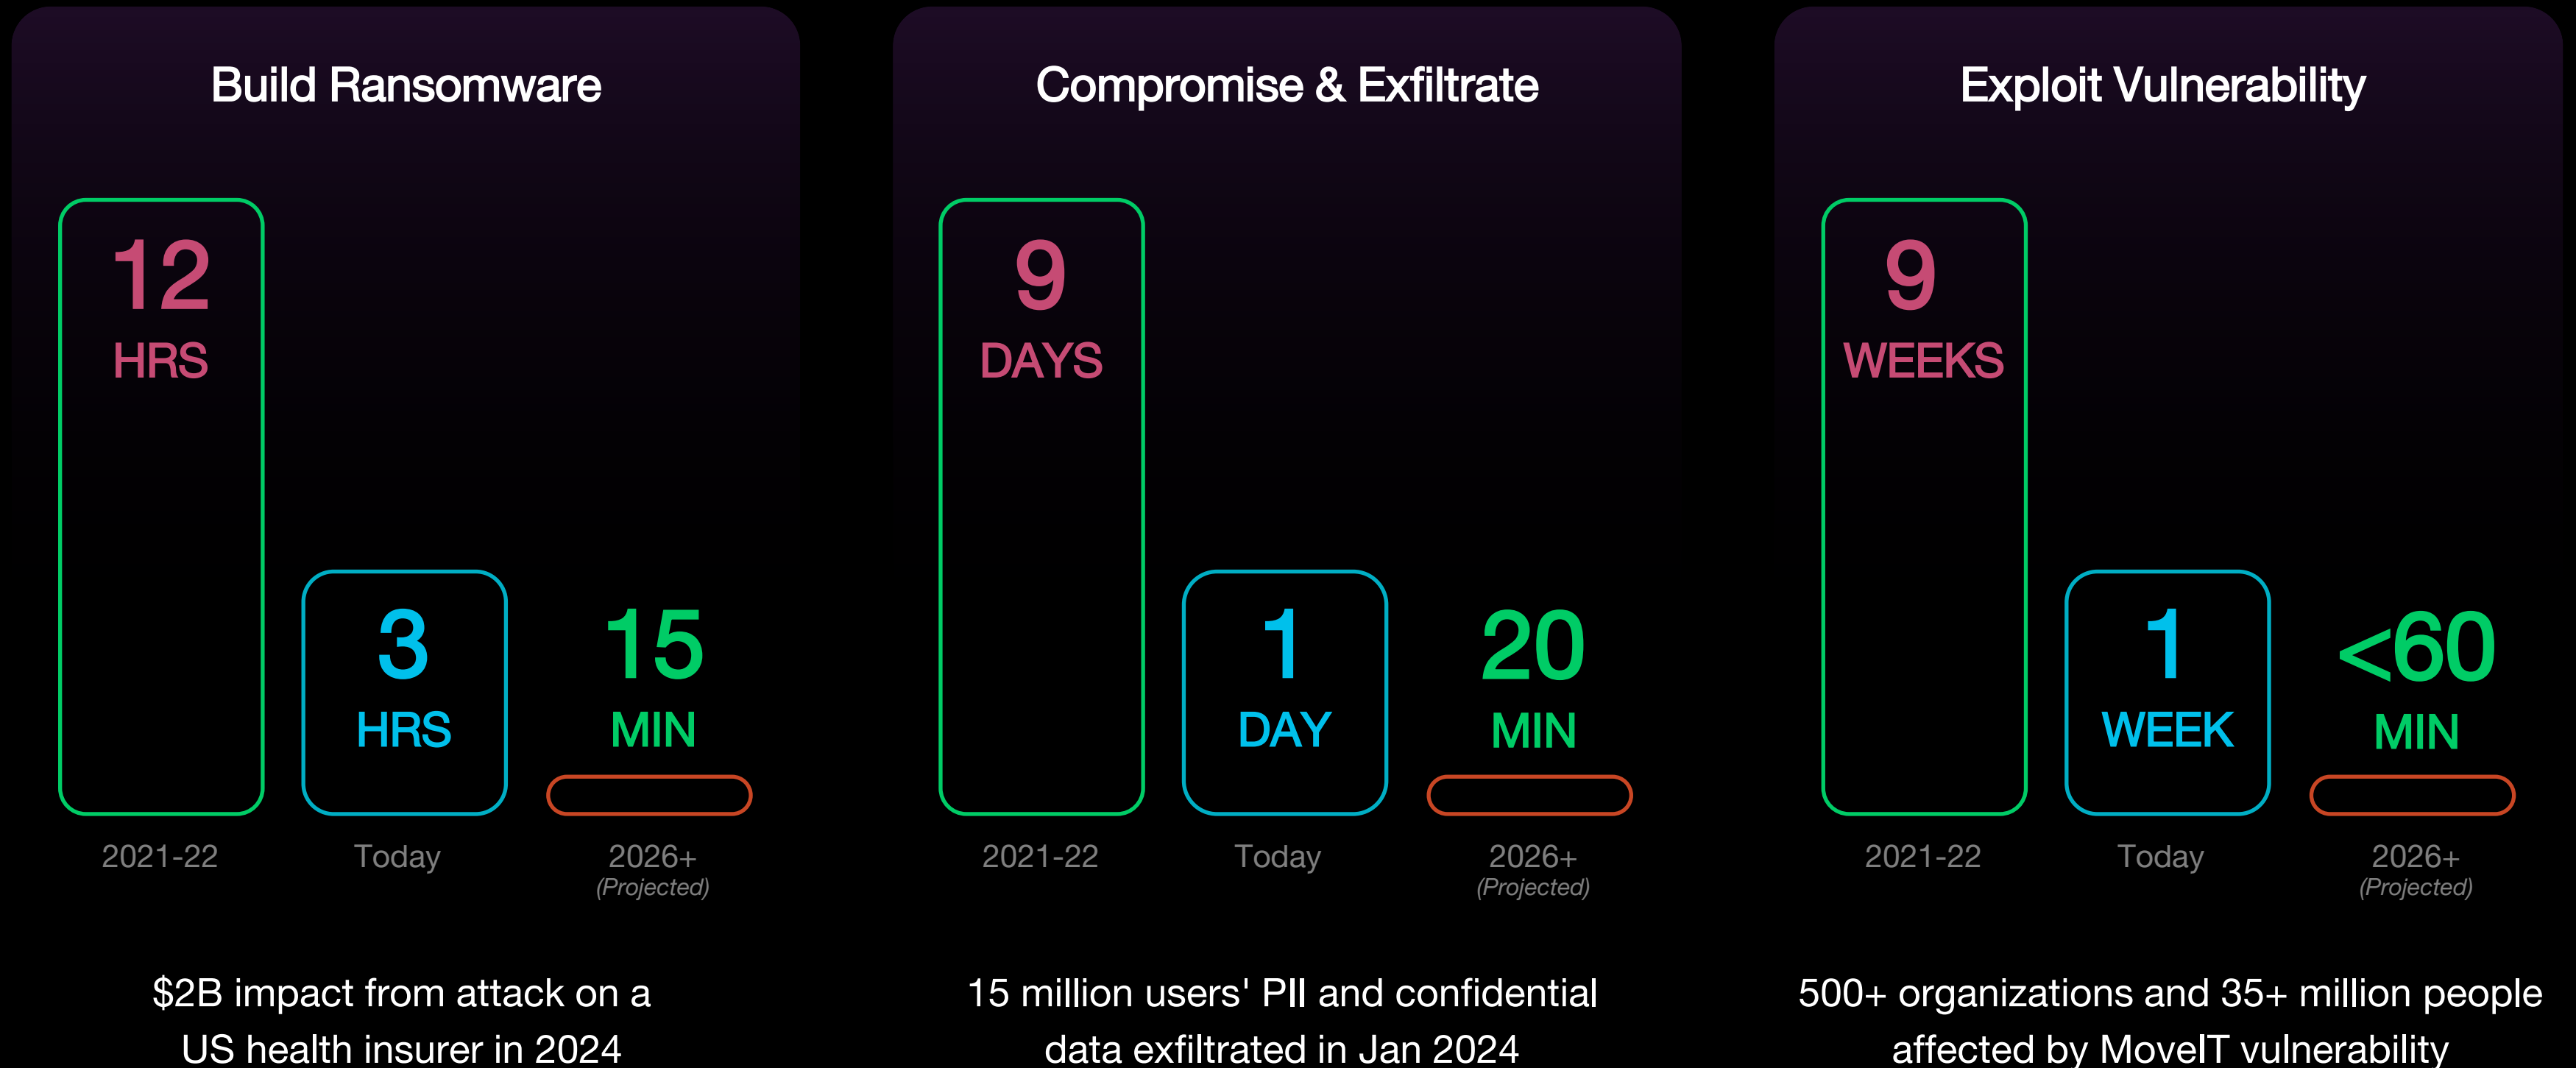 Build Ransomware
12
HRS
3
HRS
15
MIN
2021-22
Today
2026+
(Projected)
$2B impact from attack on a
US health insurer in 2024
Compromise & Exfiltrate
9
DAYS
1
DAY
20
MIN
2021-22
Today
2026+
(Projected)
15 million users' PII and confidential
data exfiltrated in Jan 2024
Exploit Vulnerability
9
WEEKS
1
WEEK
<60
MIN
2021-22
Today
2026+
(Projected)
500+ organizations and 35+ million people
affected by MoveIT vulnerability